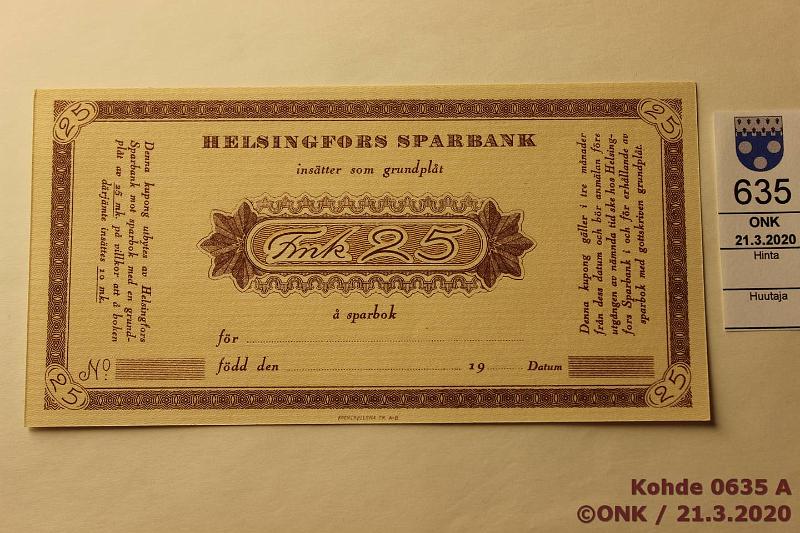 25
25
HELSINGFORS SPARBANK
insätter som grundplåt
Fmk 25
å sparbok
för
född den 19 Datum
No:
25
25
Denna kupong utbytes av Helsingfors
Sparbank mot sparbok med en grund-
plåt av 25 mk. på villkor att å boken
därjämte insättes 10 mk.
Denna kupong gäller i tre månader
från dess datum och bör anmälan före
utgången av nämnda tid ske hos Helsing-
fors Sparbank i och för erhållande av
sparbok med gottskriven grundplåt.
635
ONK
21.3.2020
Hinta
Huutaja
Kohde 0635 A
©ONK / 21.3.2020